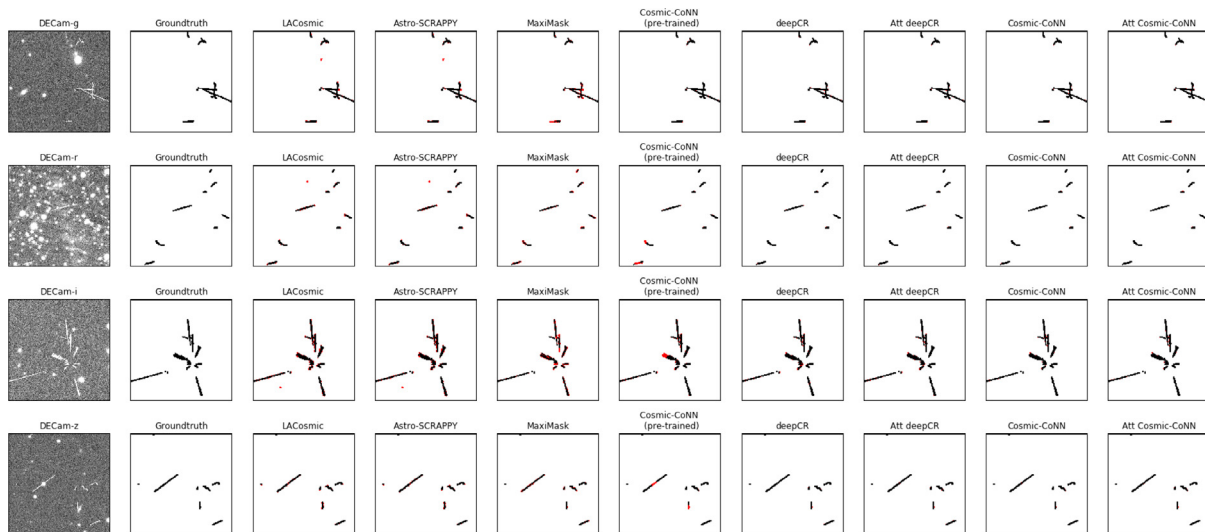 DECam-g Groundtruth LACosmic Astro-SCRAPPY MaxiMask Cosmic-CoNN (pre-trained) deepCR Att deepCR Cosmic-CoNN Att Cosmic-CoNN
DECam-r Groundtruth LACosmic Astro-SCRAPPY MaxiMask Cosmic-CoNN (pre-trained) deepCR Att deepCR Cosmic-CoNN Att Cosmic-CoNN
DECam-i Groundtruth LACosmic Astro-SCRAPPY MaxiMask Cosmic-CoNN (pre-trained) deepCR Att deepCR Cosmic-CoNN Att Cosmic-CoNN
DECam-z Groundtruth LACosmic Astro-SCRAPPY MaxiMask Cosmic-CoNN (pre-trained) deepCR Att deepCR Cosmic-CoNN Att Cosmic-CoNN